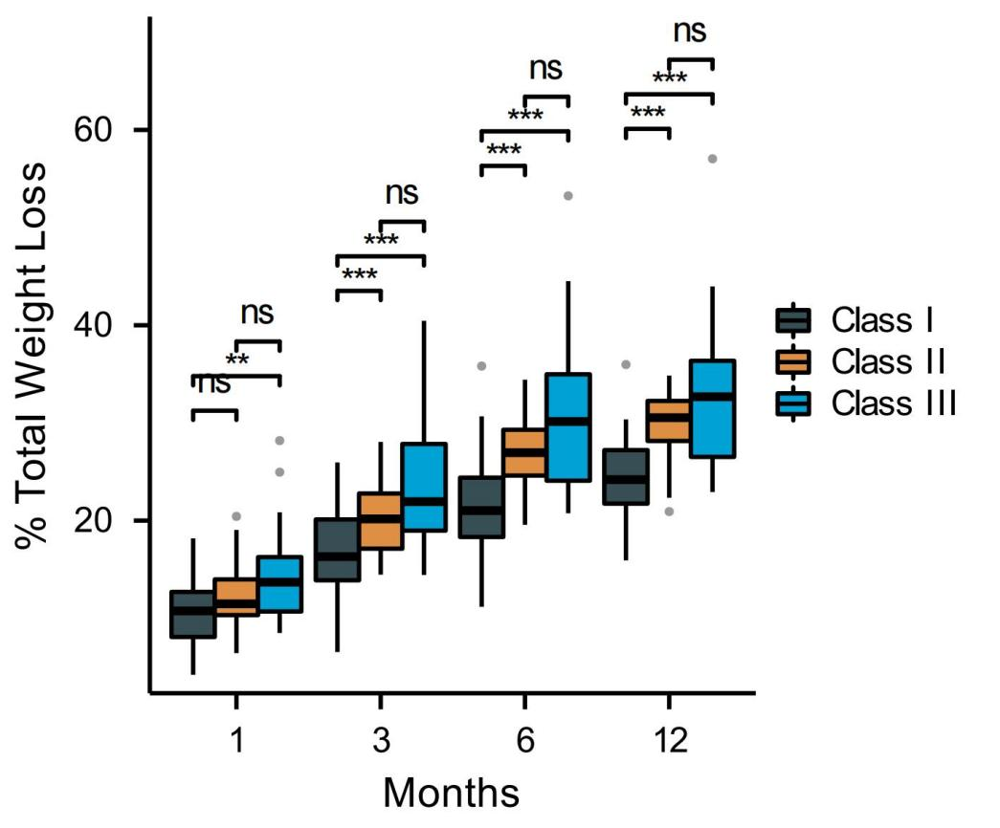 ns
ns
***
***
ns
***
***
ns
***
***
ns
**
ns
% Total Weight Loss
60
40
20
1
3
6
12
Months
Class I
Class II
Class III